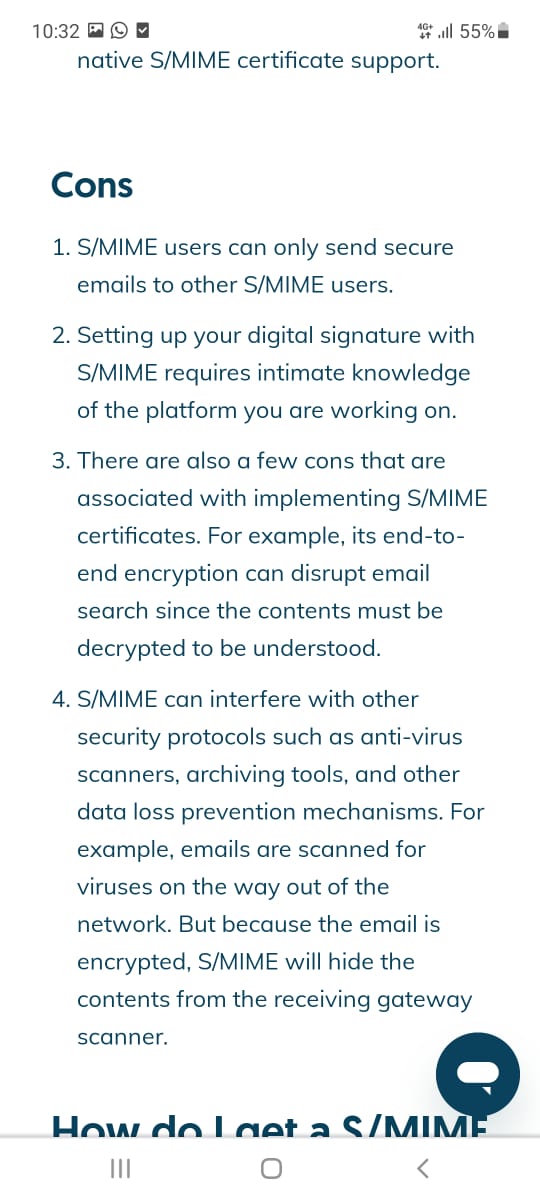 10:32 4G+ 55%
native S/MIME certificate support.
Cons
1. S/MIME users can only send secure
emails to other S/MIME users.
2. Setting up your digital signature with
S/MIME requires intimate knowledge
of the platform you are working on.
3. There are also a few cons that are
associated with implementing S/MIME
certificates. For example, its end-to-
end encryption can disrupt email
search since the contents must be
decrypted to be understood.
4. S/MIME can interfere with other
security protocols such as anti-virus
scanners, archiving tools, and other
data loss prevention mechanisms. For
example, emails are scanned for
viruses on the way out of the
network. But because the email is
encrypted, S/MIME will hide the
contents from the receiving gateway
scanner.
How do I get a S/MIME